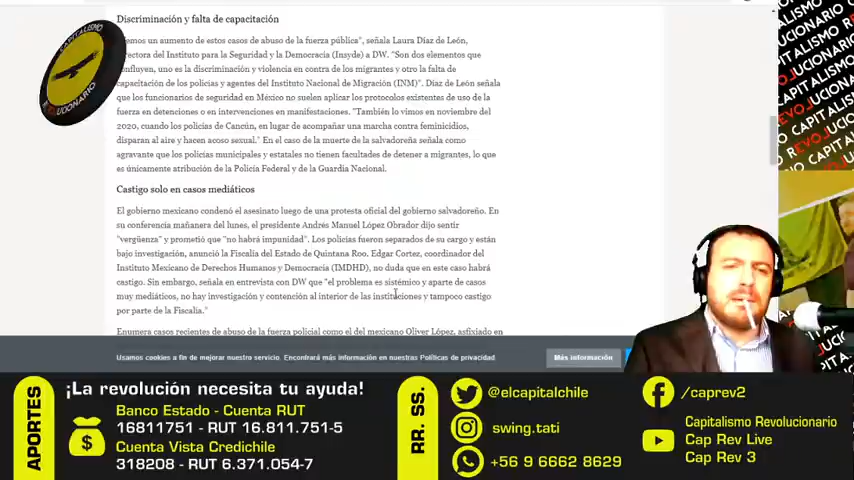 Discriminación y falta de capacitación
emos un aumento de estos casos de abuso de la fuerza pública", señala Laura Díaz de León,
irectora del Instituto para la Seguridad y la Democracia (Insyde) a DW. "Son dos elementos que
onfluyen, uno es la discriminación y violencia en contra de los migrantes y otro la falta de
capacitación de los policías y agentes del Instituto Nacional de Migración (INM)". Díaz de León señala
que los funcionarios de seguridad en México no suelen aplicar los protocolos existentes de uso de la
fuerza en detenciones o en intervenciones en manifestaciones. "También lo vimos en noviembre del
2020, cuando los policías de Cancún, en lugar de acompañar una marcha contra feminicidios,
disparan al aire y hacen acoso sexual." En el caso de la muerte de la salvadoreña señala como
agravante que los policías municipales y estatales no tienen facultades de detener a migrantes, lo que
es únicamente atribución de la Policía Federal y de la Guardia Nacional.
Castigo solo en casos mediáticos
El gobierno mexicano condenó el asesinato luego de una protesta oficial del gobierno salvadoreño. En
su conferencia mañanera del lunes, el presidente Andrés Manuel López Obrador dijo sentir
"vergüenza" y prometió que "no habrá impunidad". Los policías fueron separados de su cargo y están
bajo investigación, anunció la Fiscalía del Estado de Quintana Roo. Edgar Cortez, coordinador del
Instituto Mexicano de Derechos Humanos y Democracia (IMDHD), no duda que en este caso habrá
castigo. Sin embargo, señala en entrevista con DW que "el problema es sistémico y aparte de casos
muy mediáticos, no hay investigación y contención al interior de las instituciones y tampoco castigo
por parte de la Fiscalía."
Enumera casos recientes de abuso de la fuerza policial como el del mexicano Oliver López, asfixiado en
Usamos cookies a fin de mejorar nuestro servicio. Encontrará más información en nuestras Políticas de privacidad.
Más información
CAPITALISMO
REVOLUCIONARIO
APORTES
¡La revolución necesita tu ayuda!
Banco Estado - Cuenta RUT
16811751 - RUT 16.811.751-5
Cuenta Vista Credichile
318208 - RUT 6.371.054-7
RR. SS.
@elcapitalchile
swing.tati
+56 9 6662 8629
/caprev2
Capitalismo Revolucionario
Cap Rev Live
Cap Rev 3